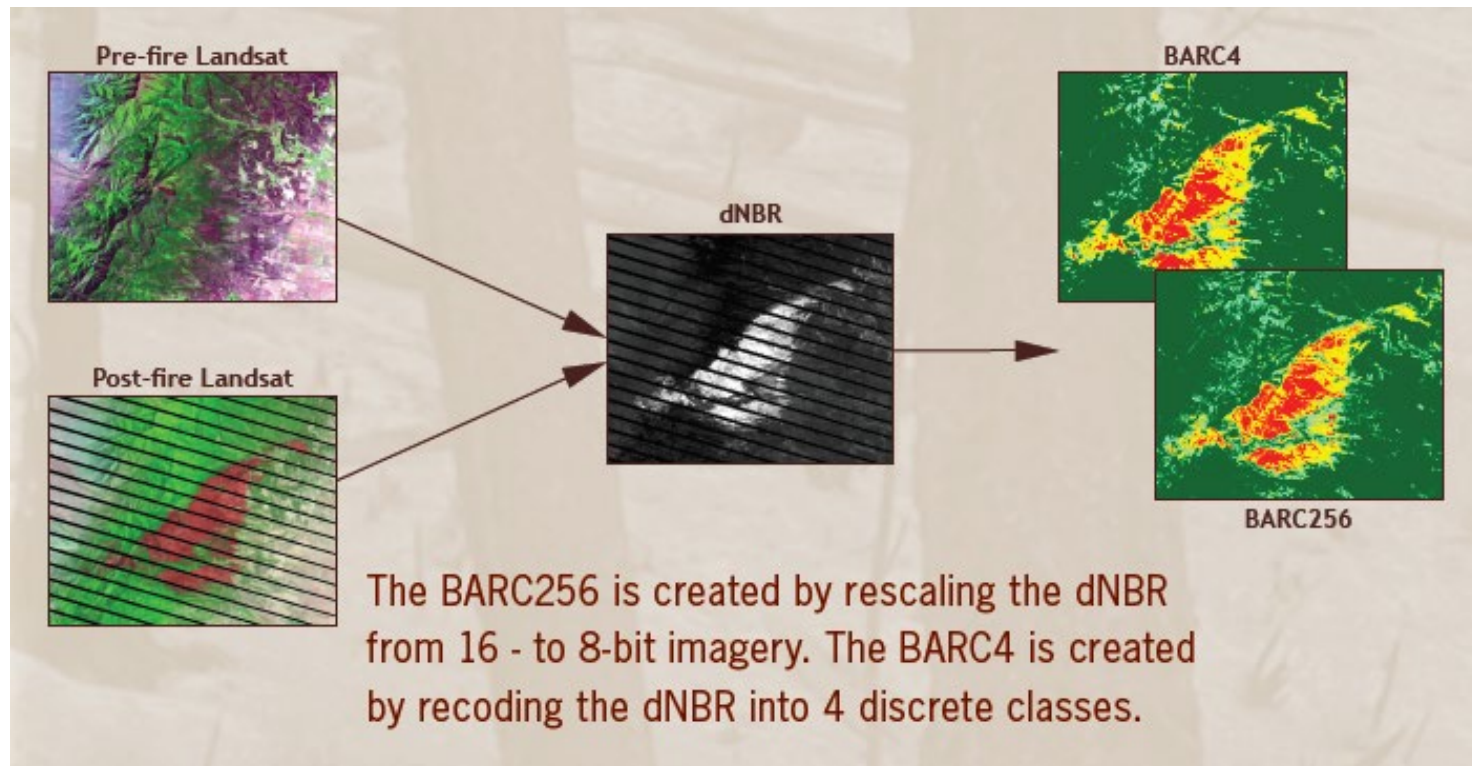 Pre-fire Landsat
BARC4
dNBR
Post-fire Landsat
BARC256
The BARC256 is created by rescaling the dNBR
from 16 - to 8-bit imagery. The BARC4 is created
by recoding the dNBR into 4 discrete classes.